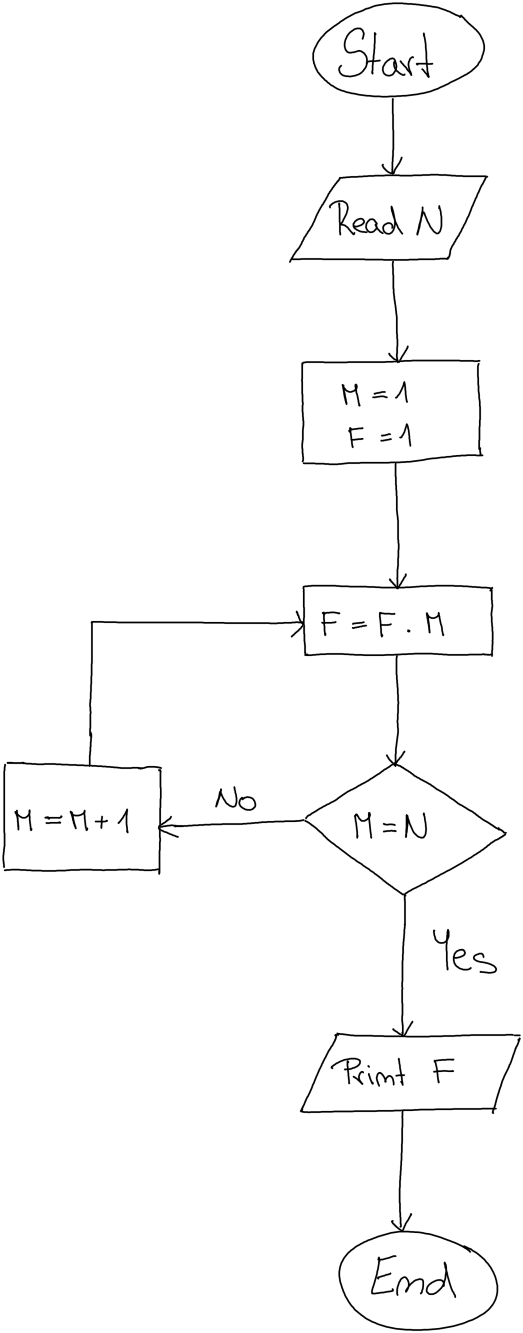 Start
Read N
M = 1
F = 1
F = F . M
M = N
No
M = M + 1
Yes
Print F
End